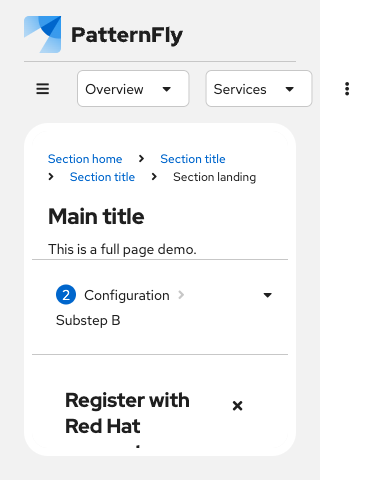 PatternFly
Overview Services
Section home Section title
Section title Section landing
Main title
This is a full page demo.
2 Configuration
Substep B
Register with
Red Hat